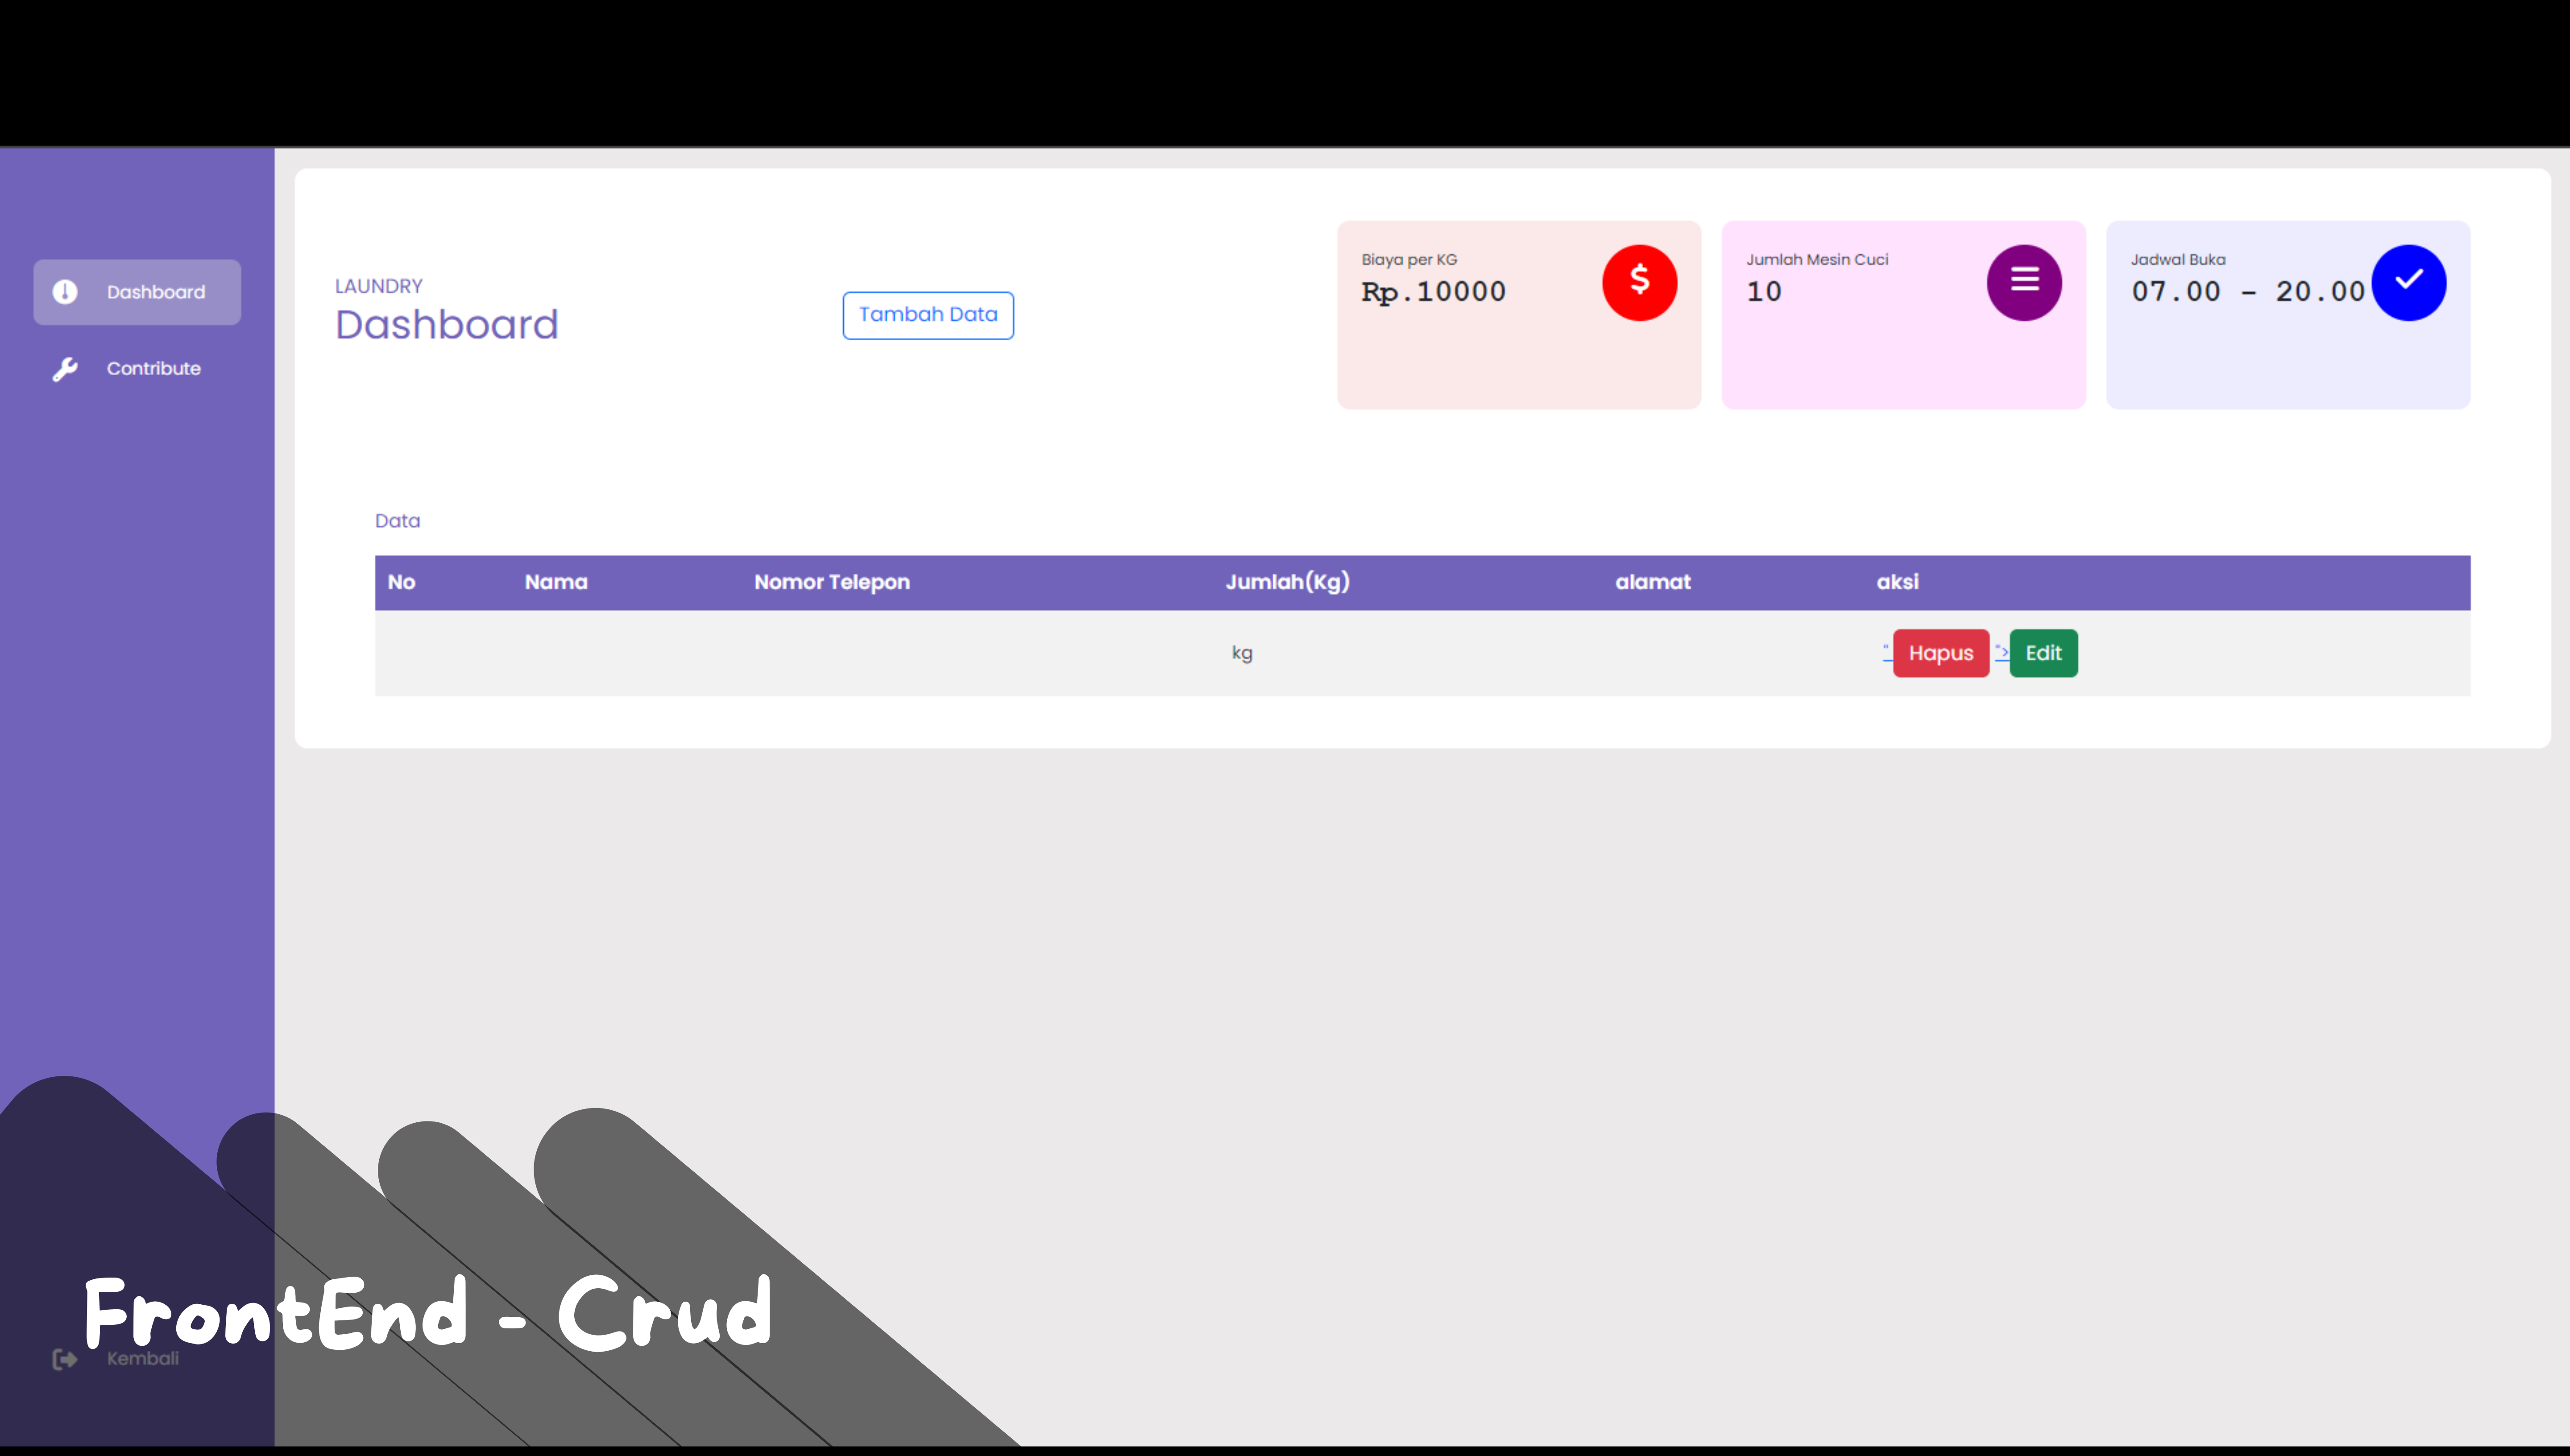 Dashboard
Contribute
LAUNDRY
Dashboard
Tambah Data
Biaya per KG
Rp.10000
Jumlah Mesin Cuci
10
Jadwal Buka
07.00 - 20.00
Data
No Nama Nomor Telepon Jumlah(Kg) alamat aksi
kg " Hapus "> Edit
FrontEnd - Crud
Kembali